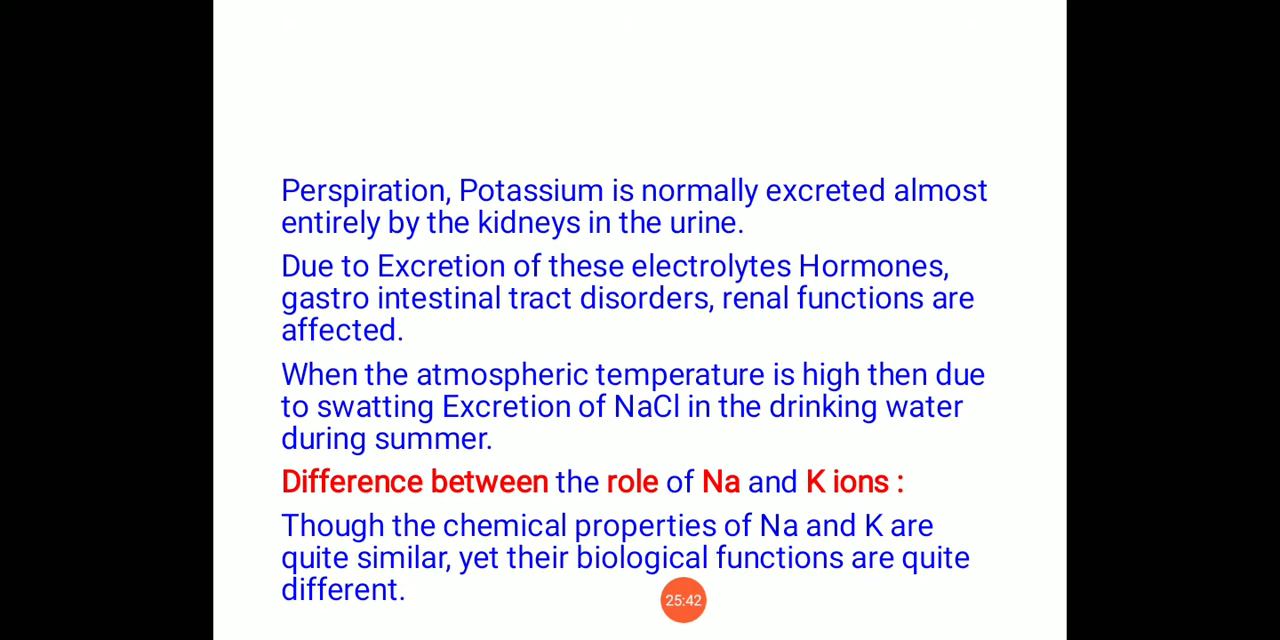 Perspiration, Potassium is normally excreted almost
entirely by the kidneys in the urine.
Due to Excretion of these electrolytes Hormones,
gastro intestinal tract disorders, renal functions are
affected.
When the atmospheric temperature is high then due
to swatting Excretion of NaCl in the drinking water
during summer.
Difference between the role of Na and K ions :
Though the chemical properties of Na and K are
quite similar, yet their biological functions are quite
different.
25:42